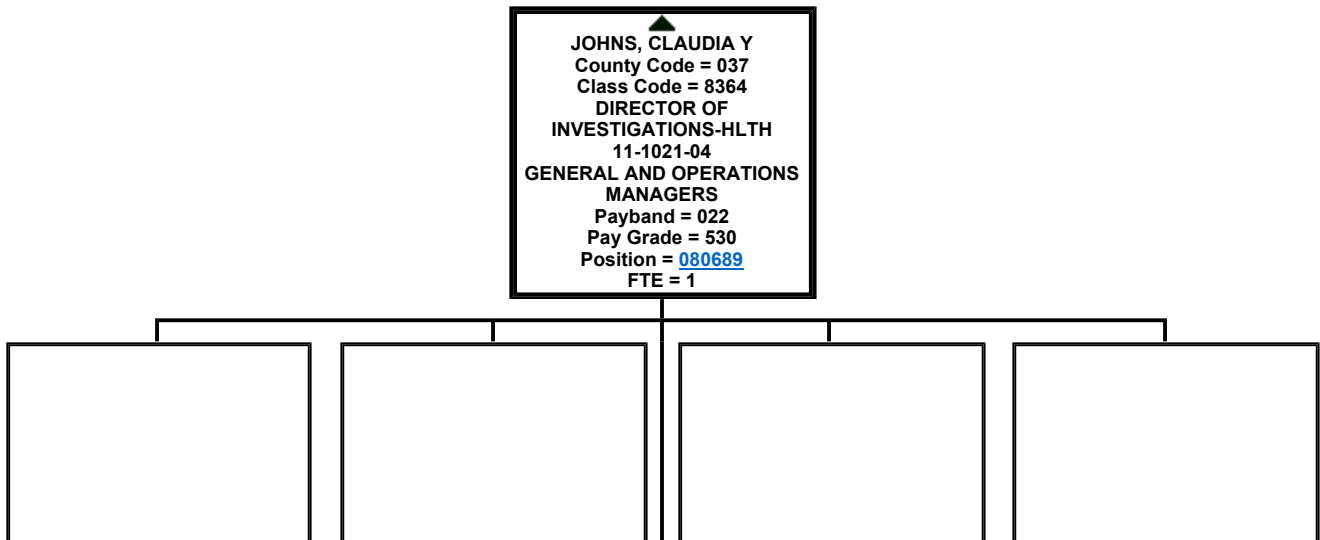 JOHNS, CLAUDIA Y
County Code = 037
Class Code = 8364
DIRECTOR OF
INVESTIGATIONS-HLTH
11-1021-04
GENERAL AND OPERATIONS
MANAGERS
Payband = 022
Pay Grade = 530
Position = 080689
FTE = 1